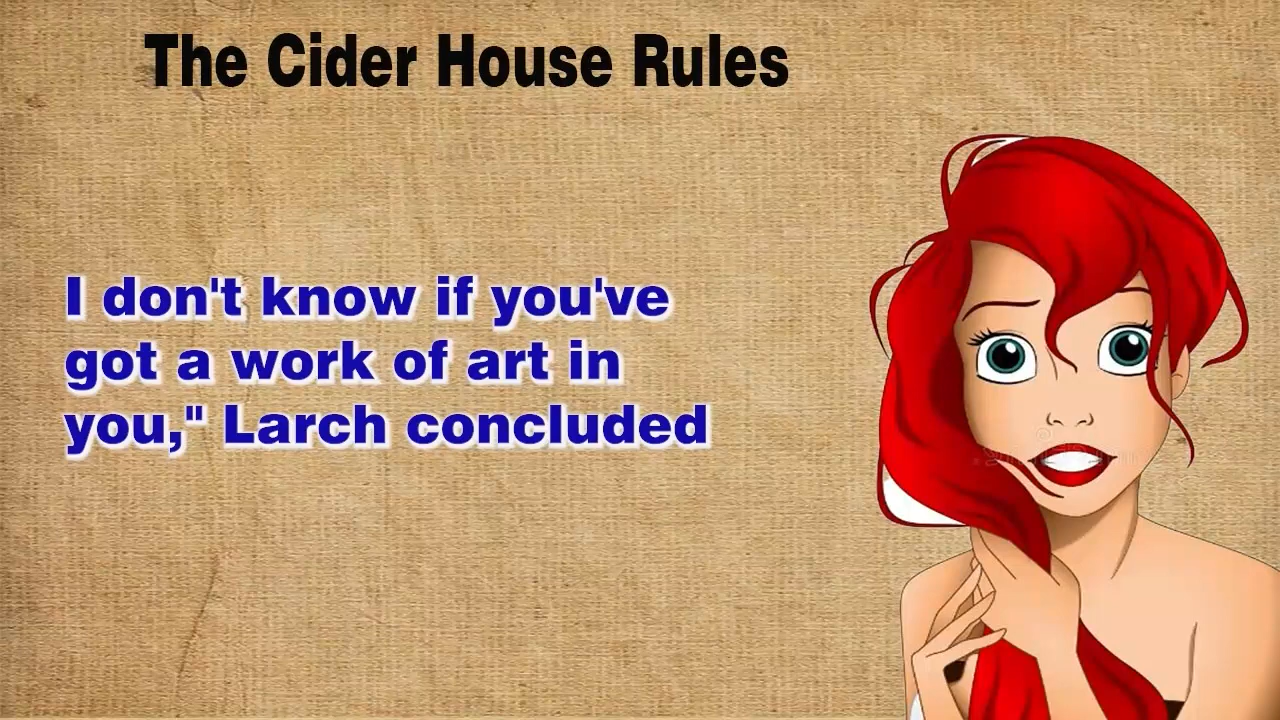 The Cider House Rules
I don't know if you've
got a work of art in
you," Larch concluded